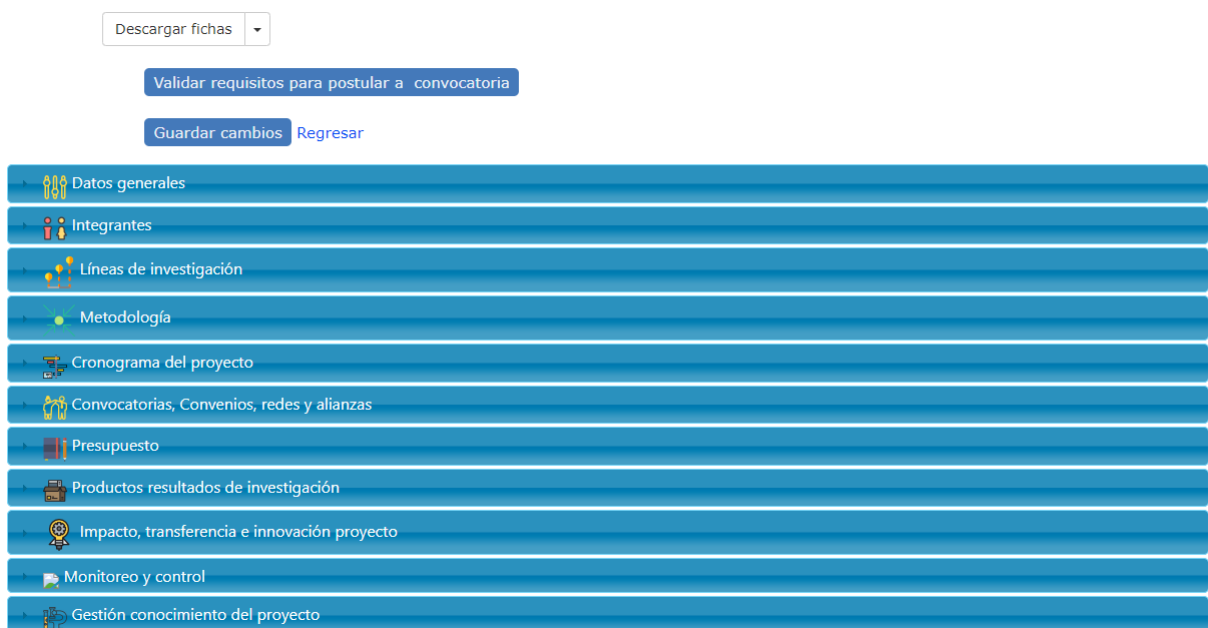 Descargar fichas
Validar requisitos para postular a convocatoria
Guardar cambios Regresar
Datos generales
Integrantes
Líneas de investigación
Metodología
Cronograma del proyecto
Convocatorias, Convenios, redes y alianzas
Presupuesto
Productos resultados de investigación
Impacto, transferencia e innovación proyecto
Monitoreo y control
Gestión conocimiento del proyecto